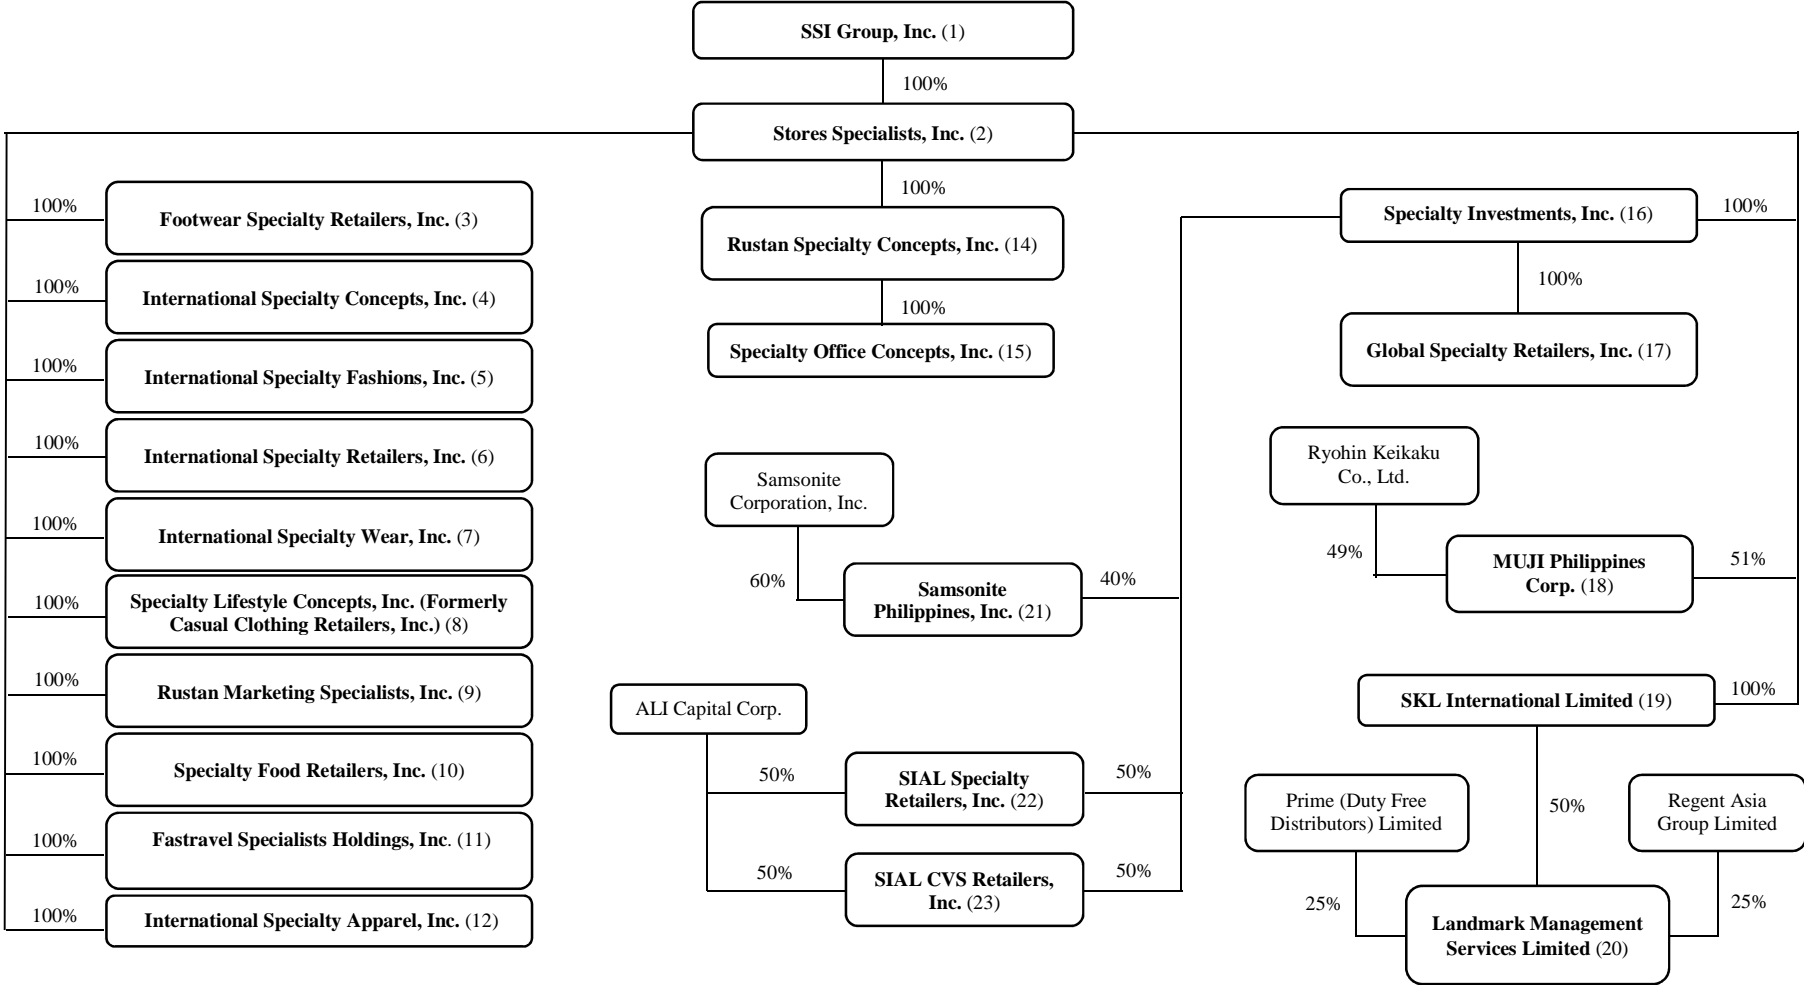 SSI Group, Inc. (1)
100%
Stores Specialists, Inc. (2)
100%
Footwear Specialty Retailers, Inc. (3)
100%
International Specialty Concepts, Inc. (4)
100%
International Specialty Fashions, Inc. (5)
100%
International Specialty Retailers, Inc. (6)
100%
International Specialty Wear, Inc. (7)
100%
Specialty Lifestyle Concepts, Inc. (Formerly
Casual Clothing Retailers, Inc.) (8)
100%
Rustan Marketing Specialists, Inc. (9)
100%
Specialty Food Retailers, Inc. (10)
100%
Fastravel Specialists Holdings, Inc. (11)
100%
International Specialty Apparel, Inc. (12)
100%
Rustan Specialty Concepts, Inc. (14)
100%
Specialty Office Concepts, Inc. (15)
Samsonite
Corporation, Inc.
60%
Samsonite
Philippines, Inc. (21)
40%
ALI Capital Corp.
50%
SIAL Specialty
Retailers, Inc. (22)
50%
50%
SIAL CVS Retailers,
Inc. (23)
50%
Specialty Investments, Inc. (16)
100%
100%
Global Specialty Retailers, Inc. (17)
Ryohin Keikaku
Co., Ltd.
49%
MUJI Philippines
Corp. (18)
51%
SKL International Limited (19)
100%
Prime (Duty Free
Distributors) Limited
50%
Regent Asia
Group Limited
25%
Landmark Management
Services Limited (20)
25%